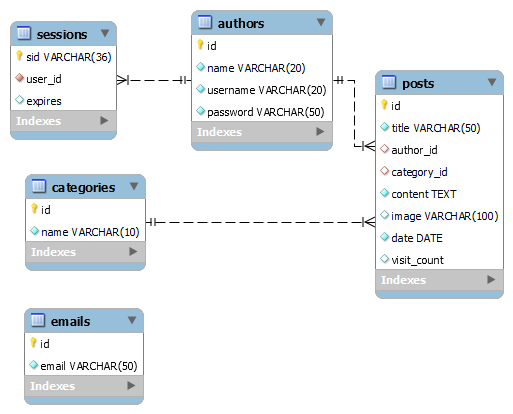 sessions
sid VARCHAR(36)
user_id
expires
Indexes
authors
id
name VARCHAR(20)
username VARCHAR(20)
password VARCHAR(50)
Indexes
posts
id
title VARCHAR(50)
author_id
category_id
content TEXT
image VARCHAR(100)
date DATE
visit_count
Indexes
categories
id
name VARCHAR(10)
Indexes
emails
id
email VARCHAR(50)
Indexes